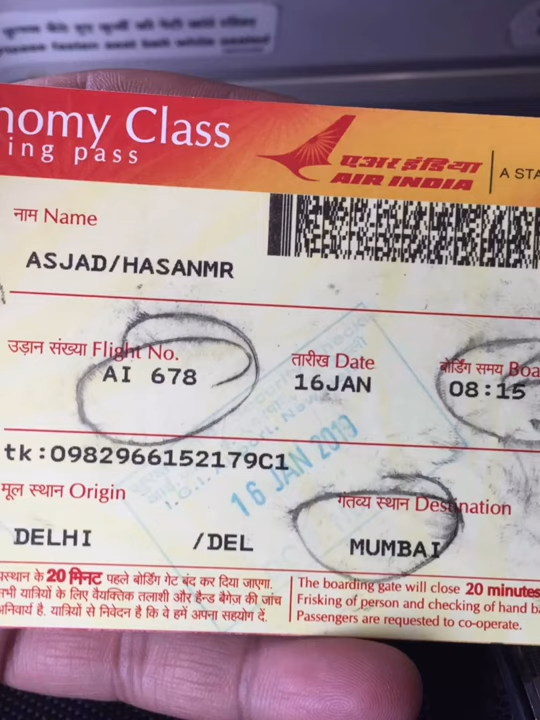 nomy Class
ing pass
एअर इंडिया
AIR INDIA
A STA
नाम Name
ASJAD/HASANMR
उड़ान संख्या Flight No.
AI 678
तारीख Date
16JAN
बोर्डिंग समय Boa
08:15
tk:0982966152179C1
16 JAN 2019
मूल स्थान Origin
DELHI /DEL
गंतव्य स्थान Destination
MUMBAI
प्रस्थान के 20 मिनट पहले बोर्डिंग गेट बंद कर दिया जाएगा.
सभी यात्रियों के लिए वैयक्तिक तलाशी और हैन्ड बैगेज की जांच
अनिवार्य है. यात्रियों से निवेदन है कि वे हमें अपना सहयोग दें.
The boarding gate will close 20 minutes
Frisking of person and checking of hand ba
Passengers are requested to co-operate.